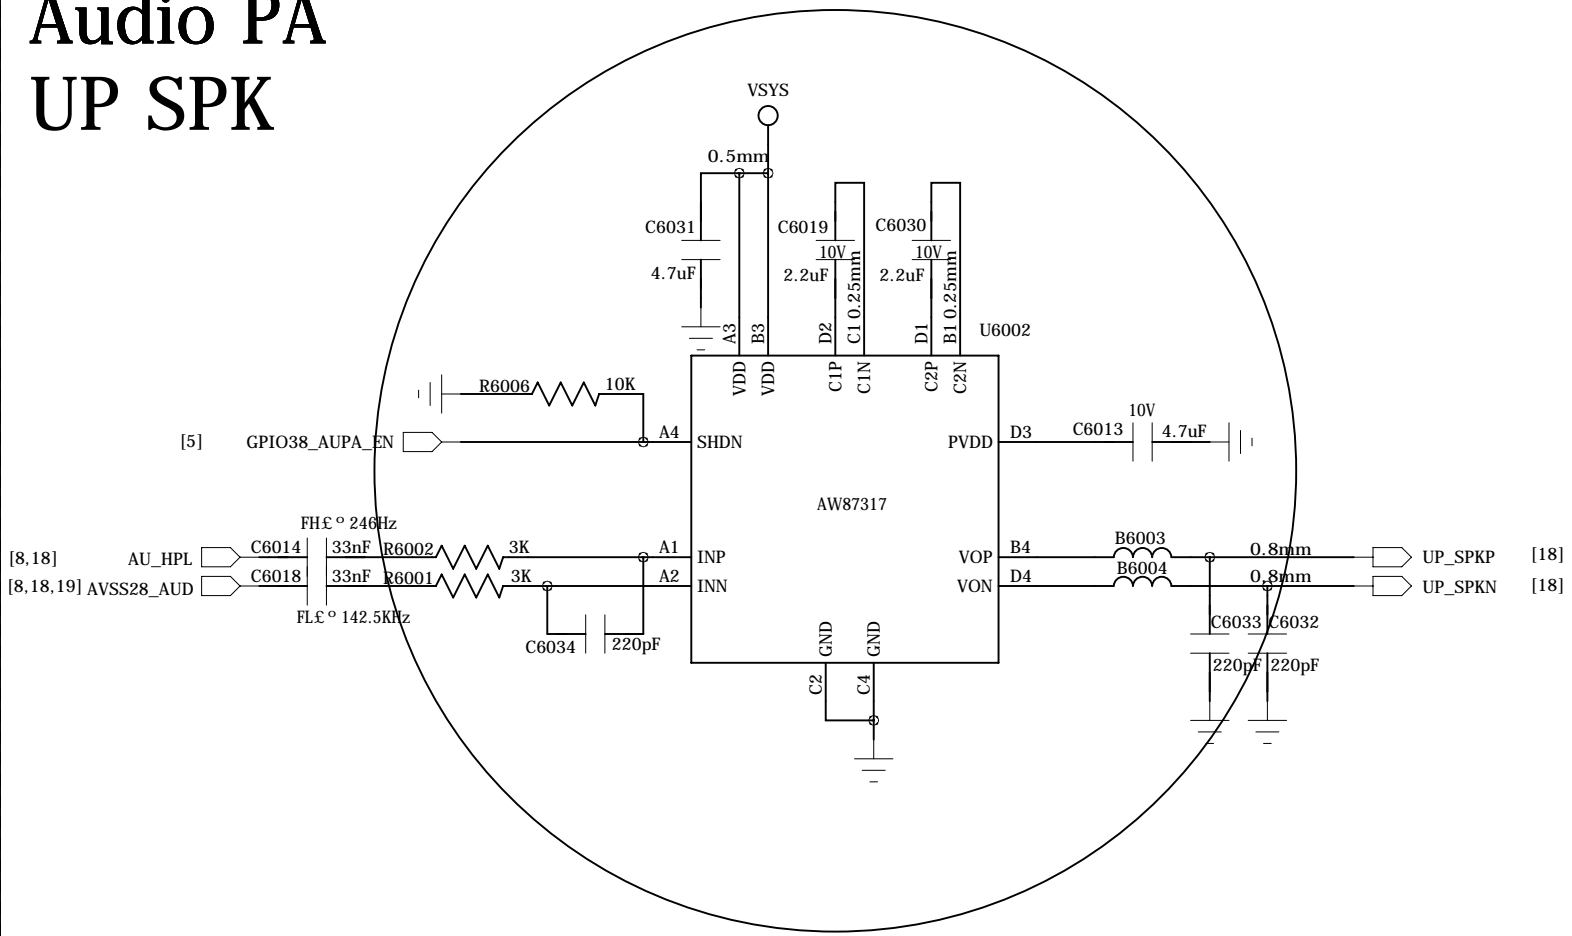 Audio PA
UP SPK
VSYS
0.5mm
C6031
4.7uF
C6019
10V
2.2uF
C6030
10V
2.2uF
A3
B3
D2
C1 0.25mm
D1
B1 0.25mm
U6002
VDD
VDD
C1P
C1N
C2P
C2N
R6006
10K
[5]
GPIO38_AUPA_EN
A4
SHDN
PVDD
D3
C6013
10V
4.7uF
AW87317
FH£º 246Hz
[8,18]
AU_HPL
C6014
33nF
R6002
3K
A1
INP
VOP
B4
B6003
0.8mm
UP_SPKP
[18]
[8,18,19]
AVSS28_AUD
C6018
33nF
R6001
3K
A2
INN
VON
D4
B6004
0.8mm
UP_SPKN
[18]
FL£º 142.5KHz
C6034
220pF
GND
GND
C2
C4
C6033
C6032
220pF
220pF